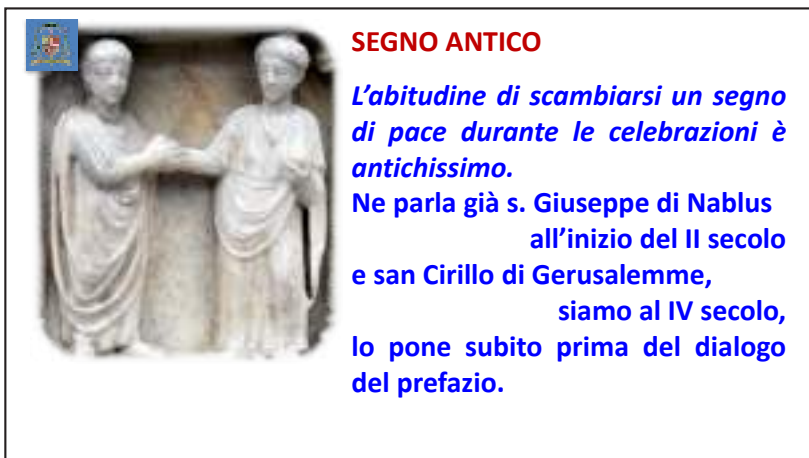 SEGNO ANTICO
L'abitudine di scambiarsi un segno
di pace durante le celebrazioni è
antichissimo.
Ne parla già s. Giuseppe di Nablus
all'inizio del II secolo
e san Cirillo di Gerusalemme,
siamo al IV secolo,
lo pone subito prima del dialogo
del prefazio.